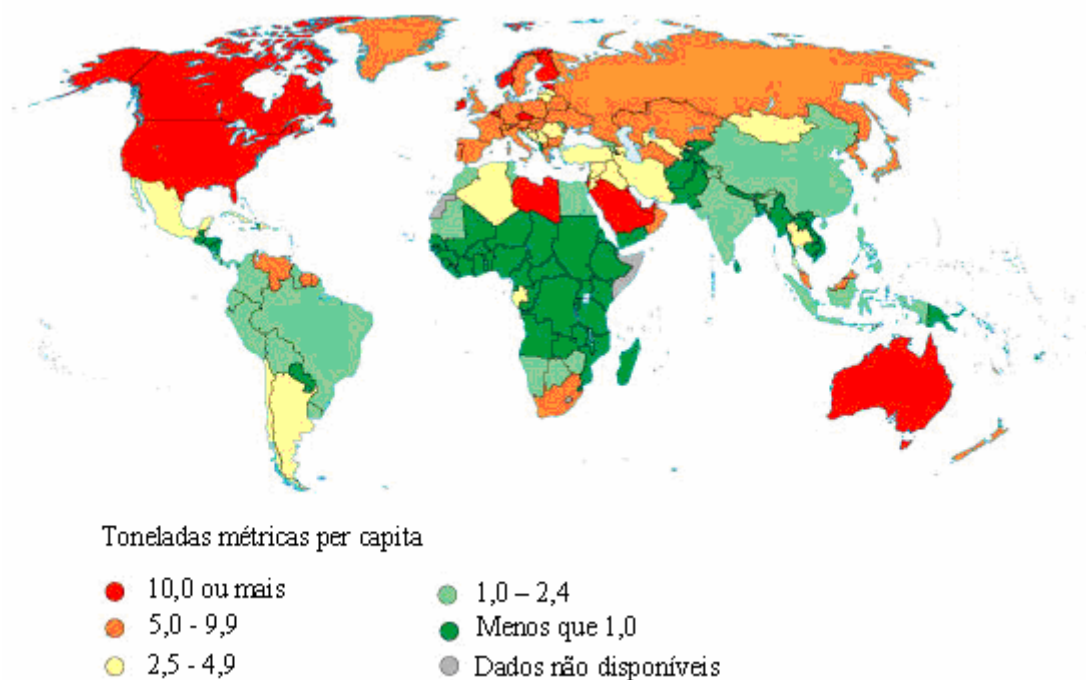 Toneladas métricas per capita
10,0 ou mais
5,0 - 9,9
2,5 - 4,9
1,0 – 2,4
Menos que 1,0
Dados não disponíveis